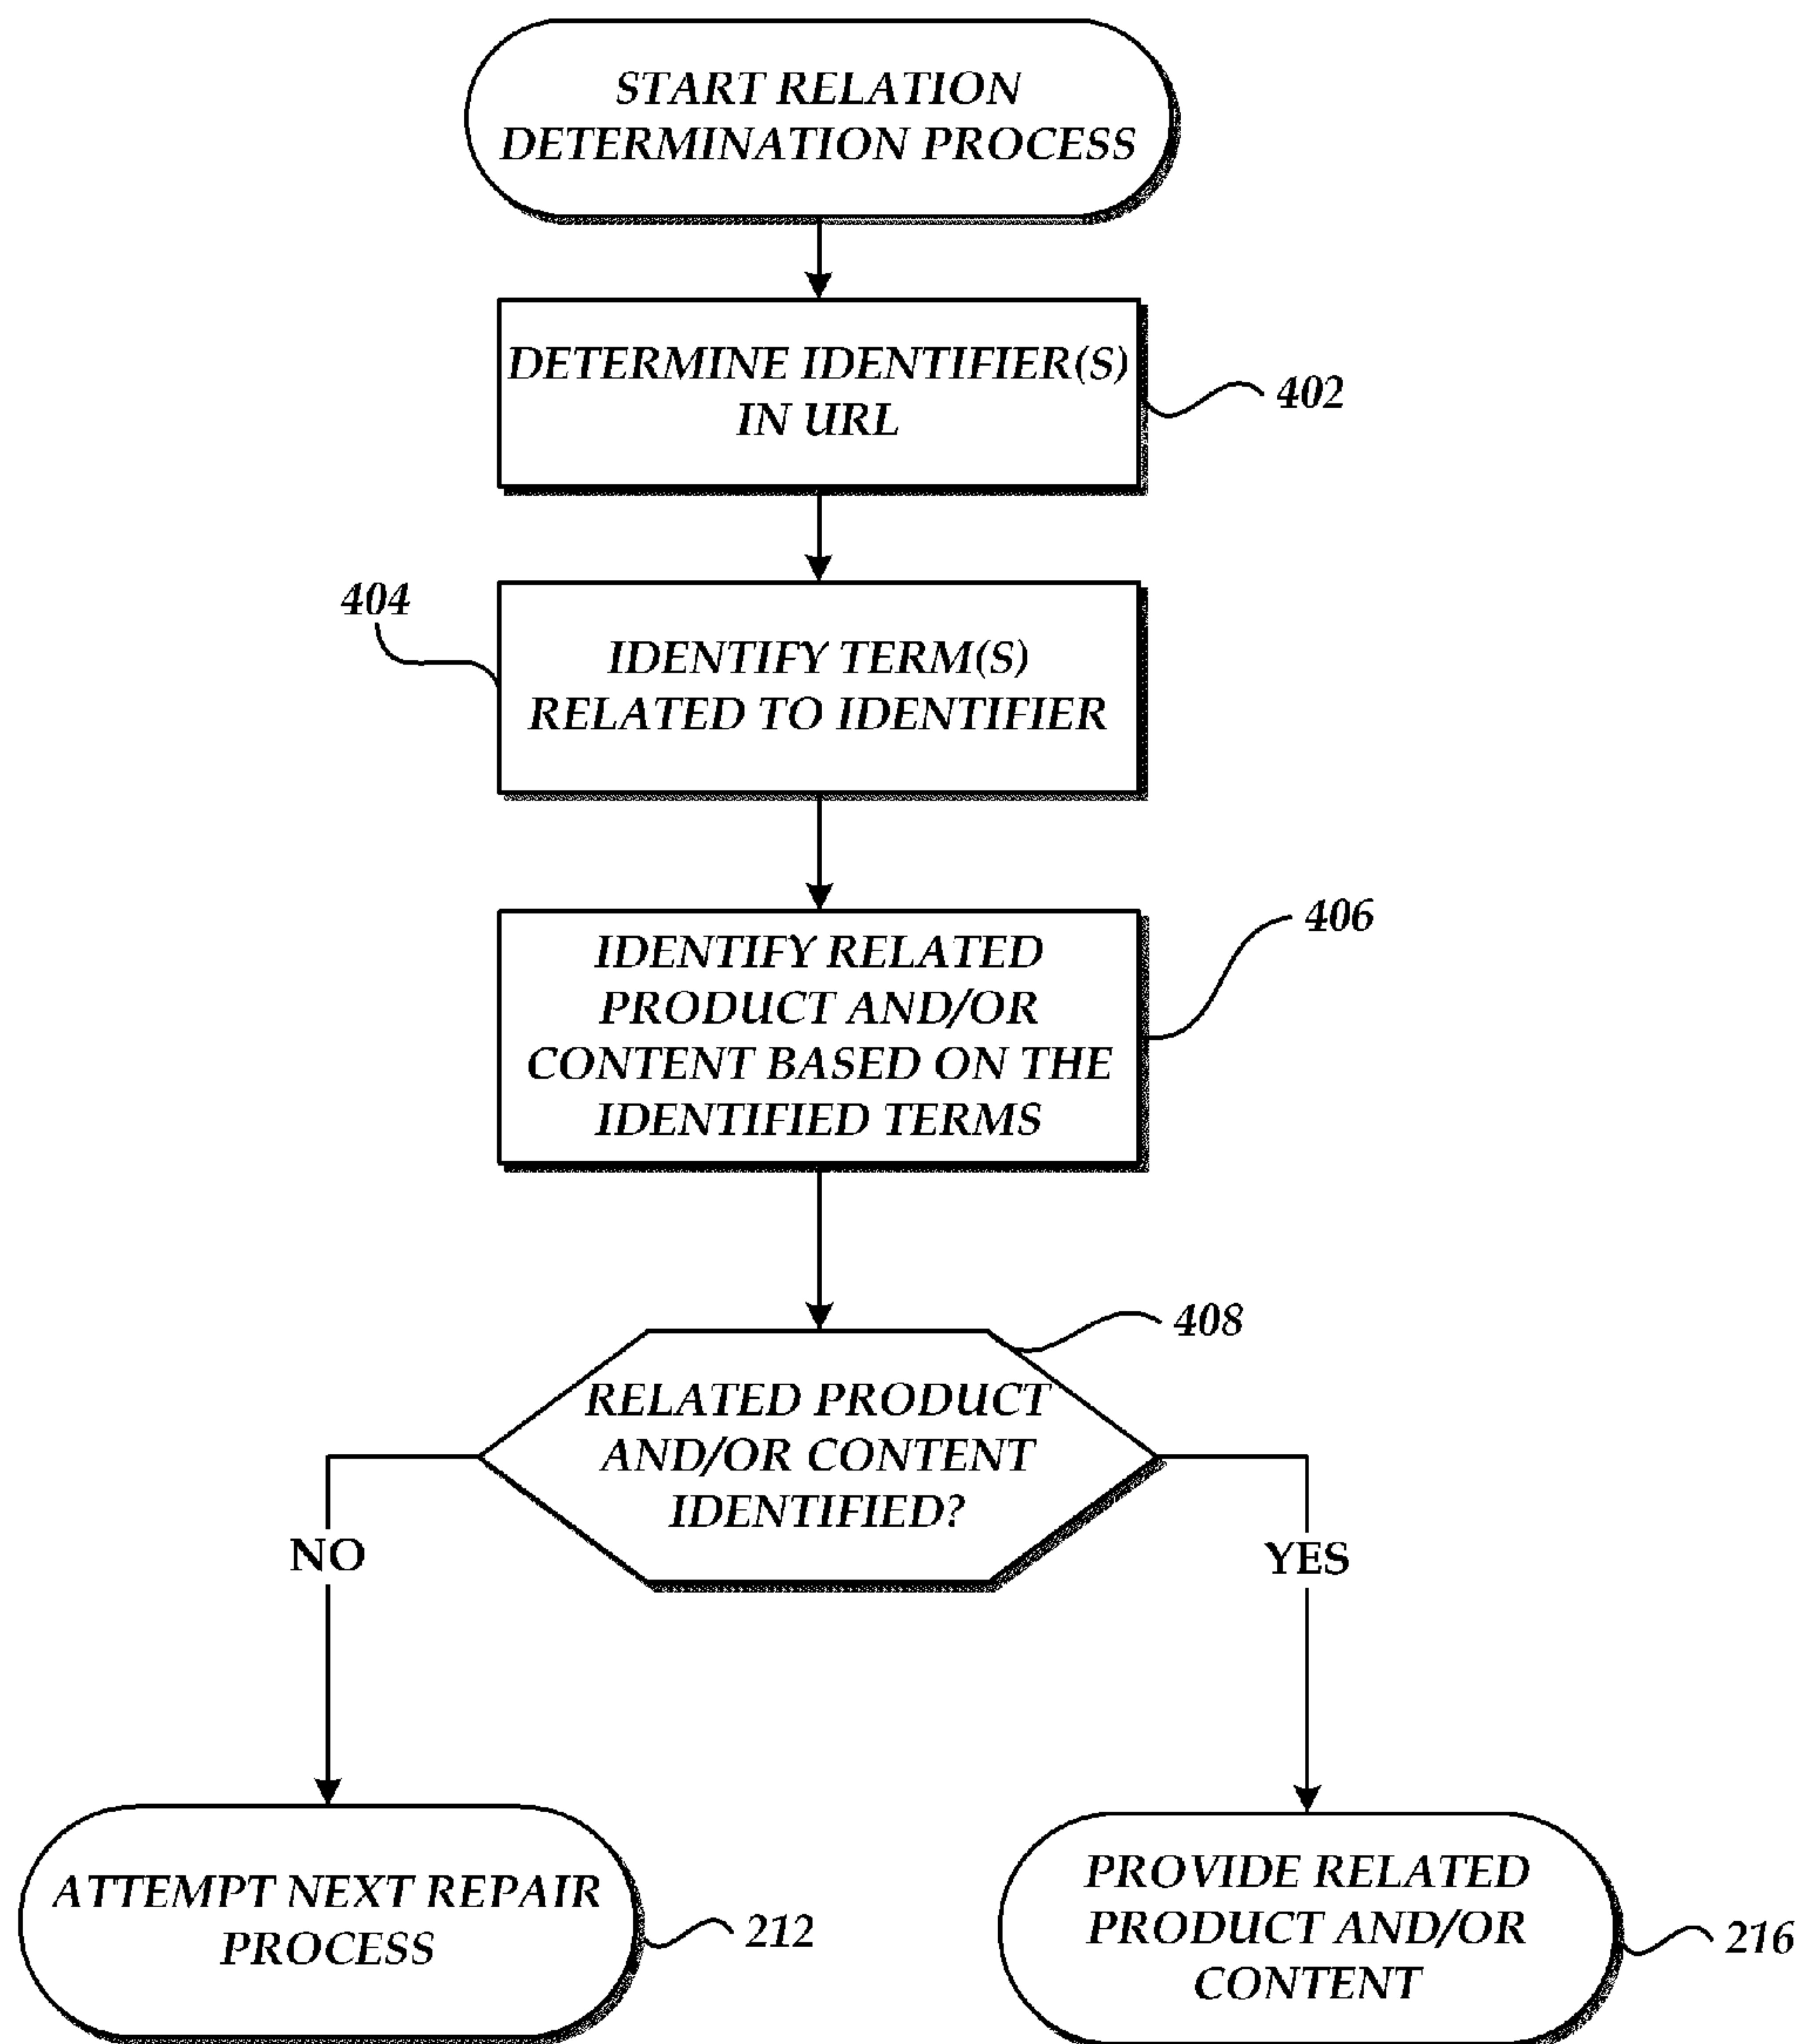 START RELATION
DETERMINATION PROCESS
DETERMINE IDENTIFIER(S)
IN URL
402
404
IDENTIFY TERM(S)
RELATED TO IDENTIFIER
IDENTIFY RELATED
PRODUCT AND/OR
CONTENT BASED ON THE
IDENTIFIED TERMS
406
408
RELATED PRODUCT
AND/OR CONTENT
IDENTIFIED?
NO
YES
ATTEMPT NEXT REPAIR
PROCESS
212
PROVIDE RELATED
PRODUCT AND/OR
CONTENT
216